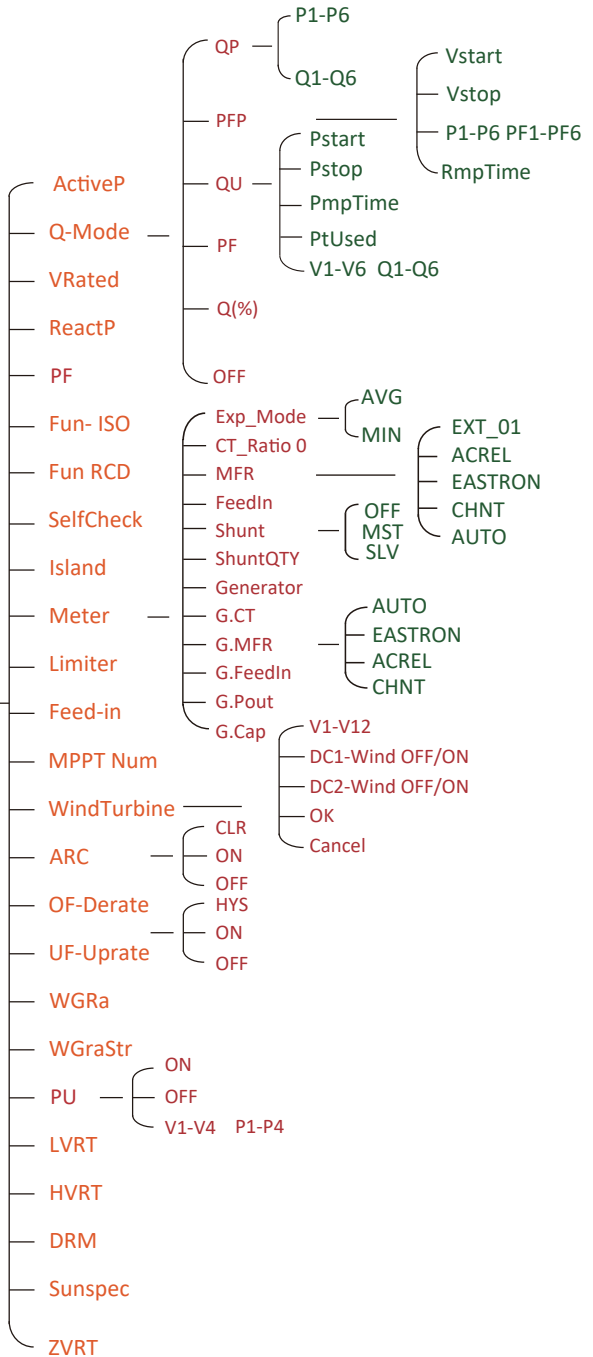 ActiveP
Q-Mode
VRated
ReactP
PF
Fun- ISO
Fun RCD
SelfCheck
Island
Meter
Limiter
Feed-in
MPPT Num
WindTurbine
ARC
OF-Derate
UF-Uprate
WGRa
WGraStr
PU
LVRT
HVRT
DRM
Sunspec
ZVRT
QP
PFP
QU
PF
Q(%)
OFF
P1-P6
Q1-Q6
Vstart
Vstop
P1-P6 PF1-PF6
RmpTime
Pstart
Pstop
PmpTime
PtUsed
V1-V6 Q1-Q6
Exp_Mode
CT_Ratio 0
MFR
FeedIn
Shunt
ShuntQTY
Generator
G.CT
G.MFR
G.FeedIn
G.Pout
G.Cap
AVG
MIN
EXT_01
ACREL
EASTRON
CHNT
AUTO
OFF
MST
SLV
AUTO
EASTRON
ACREL
CHNT
V1-V12
DC1-Wind OFF/ON
DC2-Wind OFF/ON
OK
Cancel
CLR
ON
OFF
HYS
ON
OFF
ON
OFF
V1-V4 P1-P4